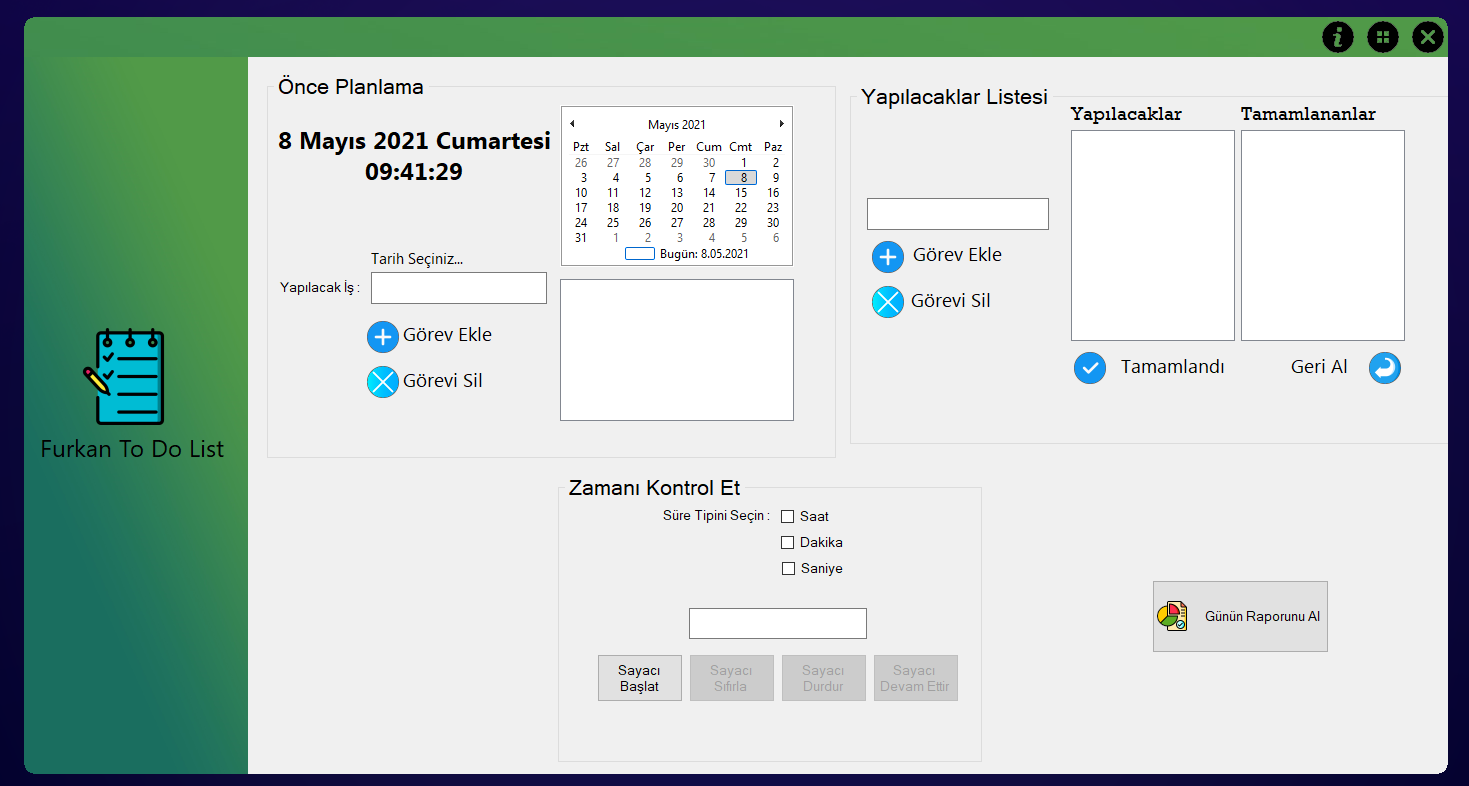 Furkan To Do List
Önce Planlama
8 Mayıs 2021 Cumartesi
09:41:29
Mayıs 2021
Pzt Sal Çar Per Cum Cmt Paz
26 27 28 29 30 1 2
3 4 5 6 7 8 9
10 11 12 13 14 15 16
17 18 19 20 21 22 23
24 25 26 27 28 29 30
31 1 2 3 4 5 6
Bugün: 8.05.2021
Tarih Seçiniz...
Yapılacak İş :
Görev Ekle
Görevi Sil
Yapılacaklar Listesi
Yapılacaklar
Tamamlananlar
Görev Ekle
Görevi Sil
Tamamlandı
Geri Al
Zamanı Kontrol Et
Süre Tipini Seçin :
Saat
Dakika
Saniye
Sayacı
Başlat
Sayacı
Sıfırla
Sayacı
Durdur
Sayacı
Devam Ettir
Günün Raporunu Al